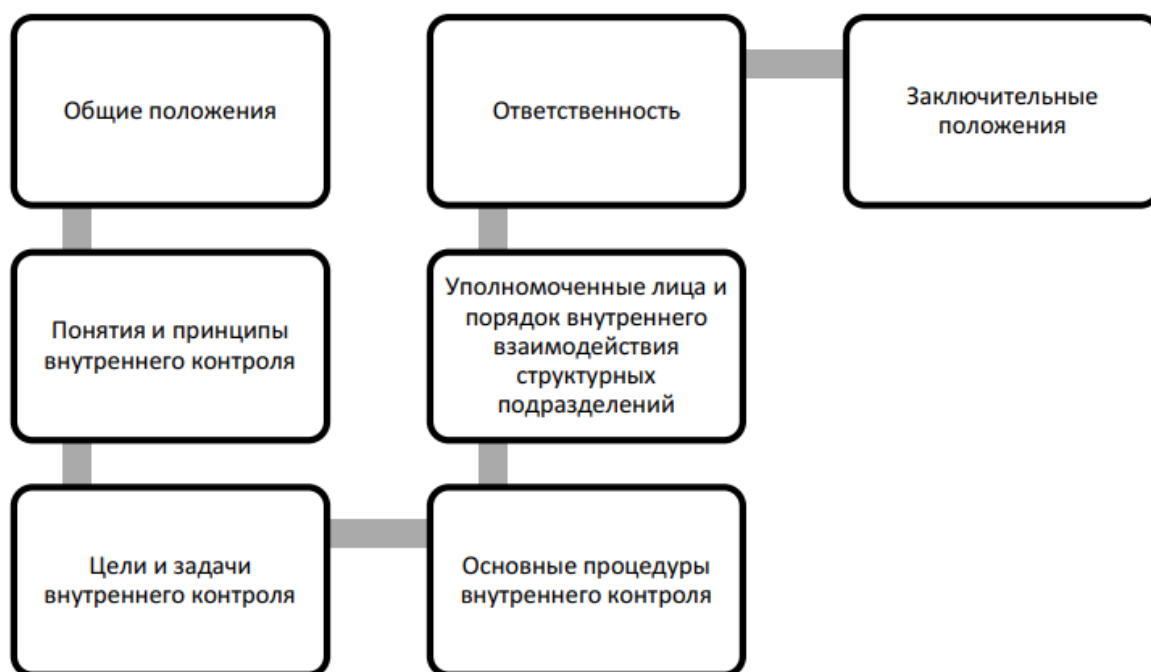 Общие положения
Понятия и принципы
внутреннего контроля
Цели и задачи
внутреннего контроля
Основные процедуры
внутреннего контроля
Уполномоченные лица и
порядок внутреннего
взаимодействия
структурных
подразделений
Ответственность
Заключительные
положения